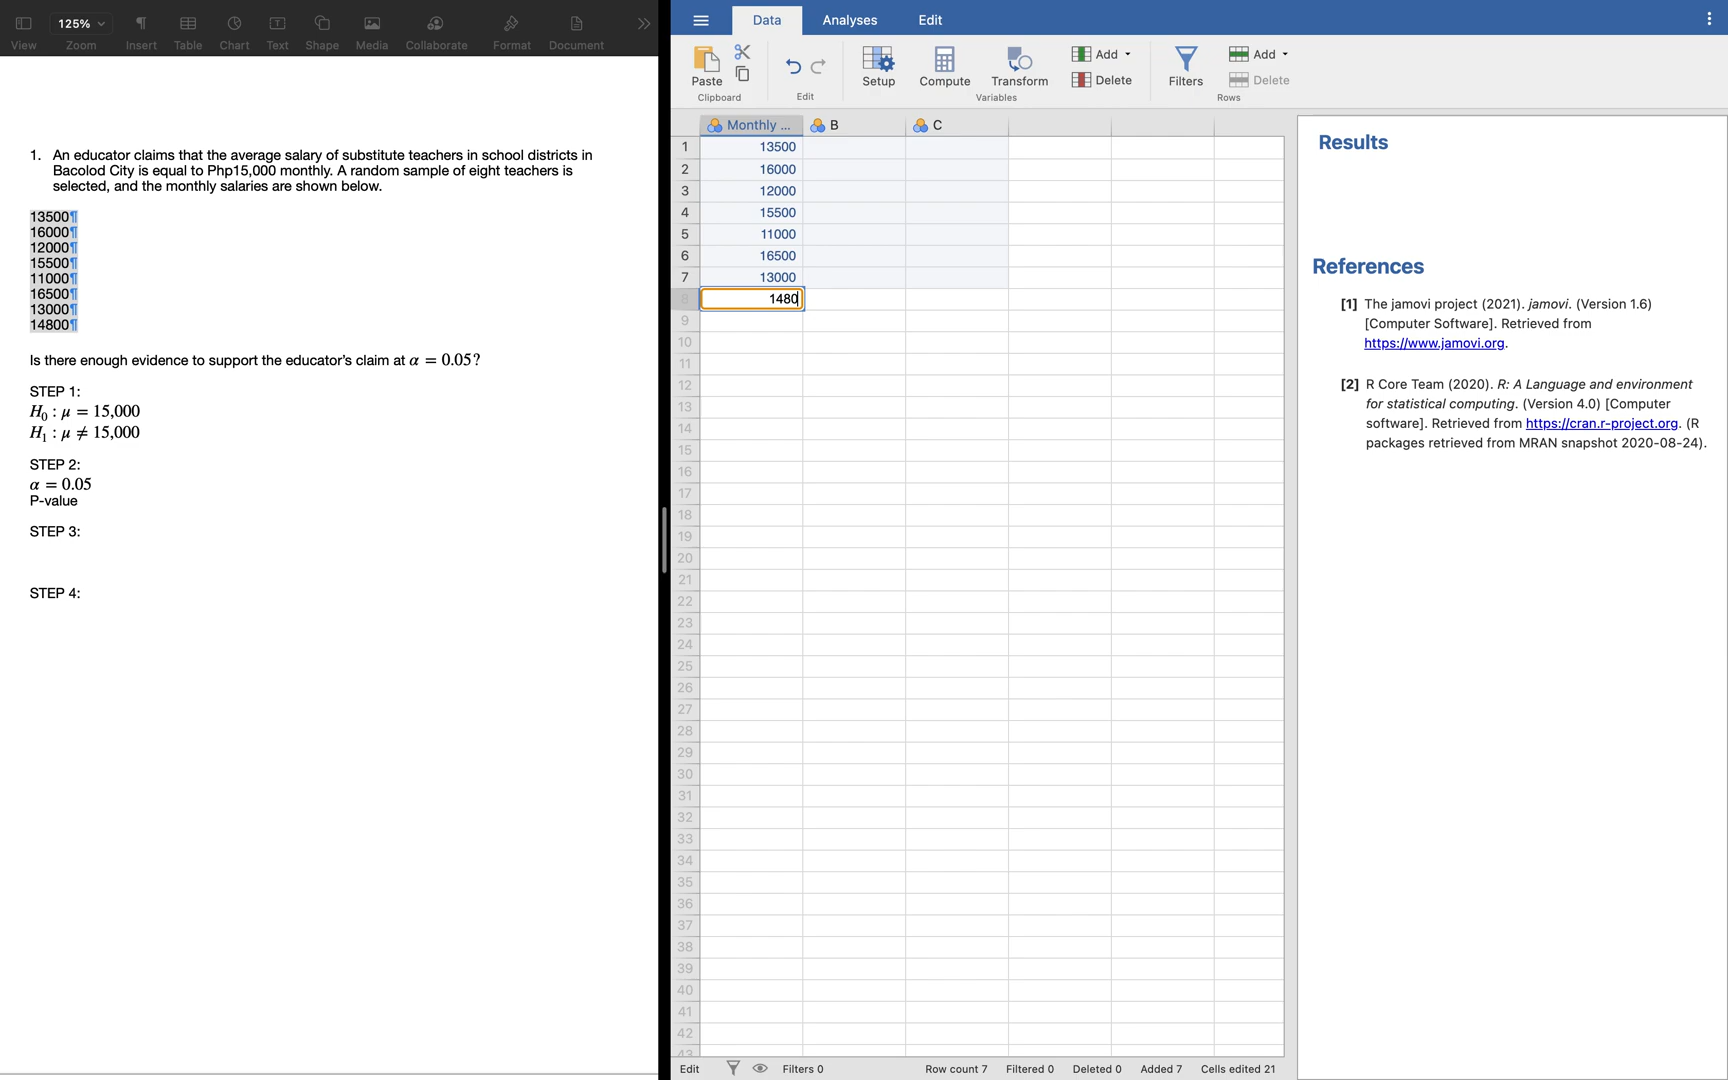 125%
View
Zoom
Insert
Table
Chart
Text
Shape
Media
Collaborate
Format
Document
1. An educator claims that the average salary of substitute teachers in school districts in
Bacolod City is equal to Php15,000 monthly. A random sample of eight teachers is
selected, and the monthly salaries are shown below.
13500¶
16000¶
12000¶
15500¶
11000¶
16500¶
13000¶
14800¶
Is there enough evidence to support the educator's claim at α = 0.05?
STEP 1:
H₀ : μ = 15,000
H₁ : μ ≠ 15,000
STEP 2:
α = 0.05
P-value
STEP 3:
STEP 4:
Data
Analyses
Edit
Paste
Clipboard
Edit
Setup
Compute
Transform
Add
Delete
Variables
Filters
Add
Delete
Rows
Monthly ...
B
C
1 13500
2 16000
3 12000
4 15500
5 11000
6 16500
7 13000
8 1480
9
10
11
12
13
14
15
16
17
18
19
20
21
22
23
24
25
26
27
28
29
30
31
32
33
34
35
36
37
38
39
40
41
42
43
Edit
Filters 0
Row count 7
Filtered 0
Deleted 0
Added 7
Cells edited 21
Results
References
[1] The jamovi project (2021). jamovi. (Version 1.6)
[Computer Software]. Retrieved from
https://www.jamovi.org.
[2] R Core Team (2020). R: A Language and environment
for statistical computing. (Version 4.0) [Computer
software]. Retrieved from https://cran.r-project.org. (R
packages retrieved from MRAN snapshot 2020-08-24).